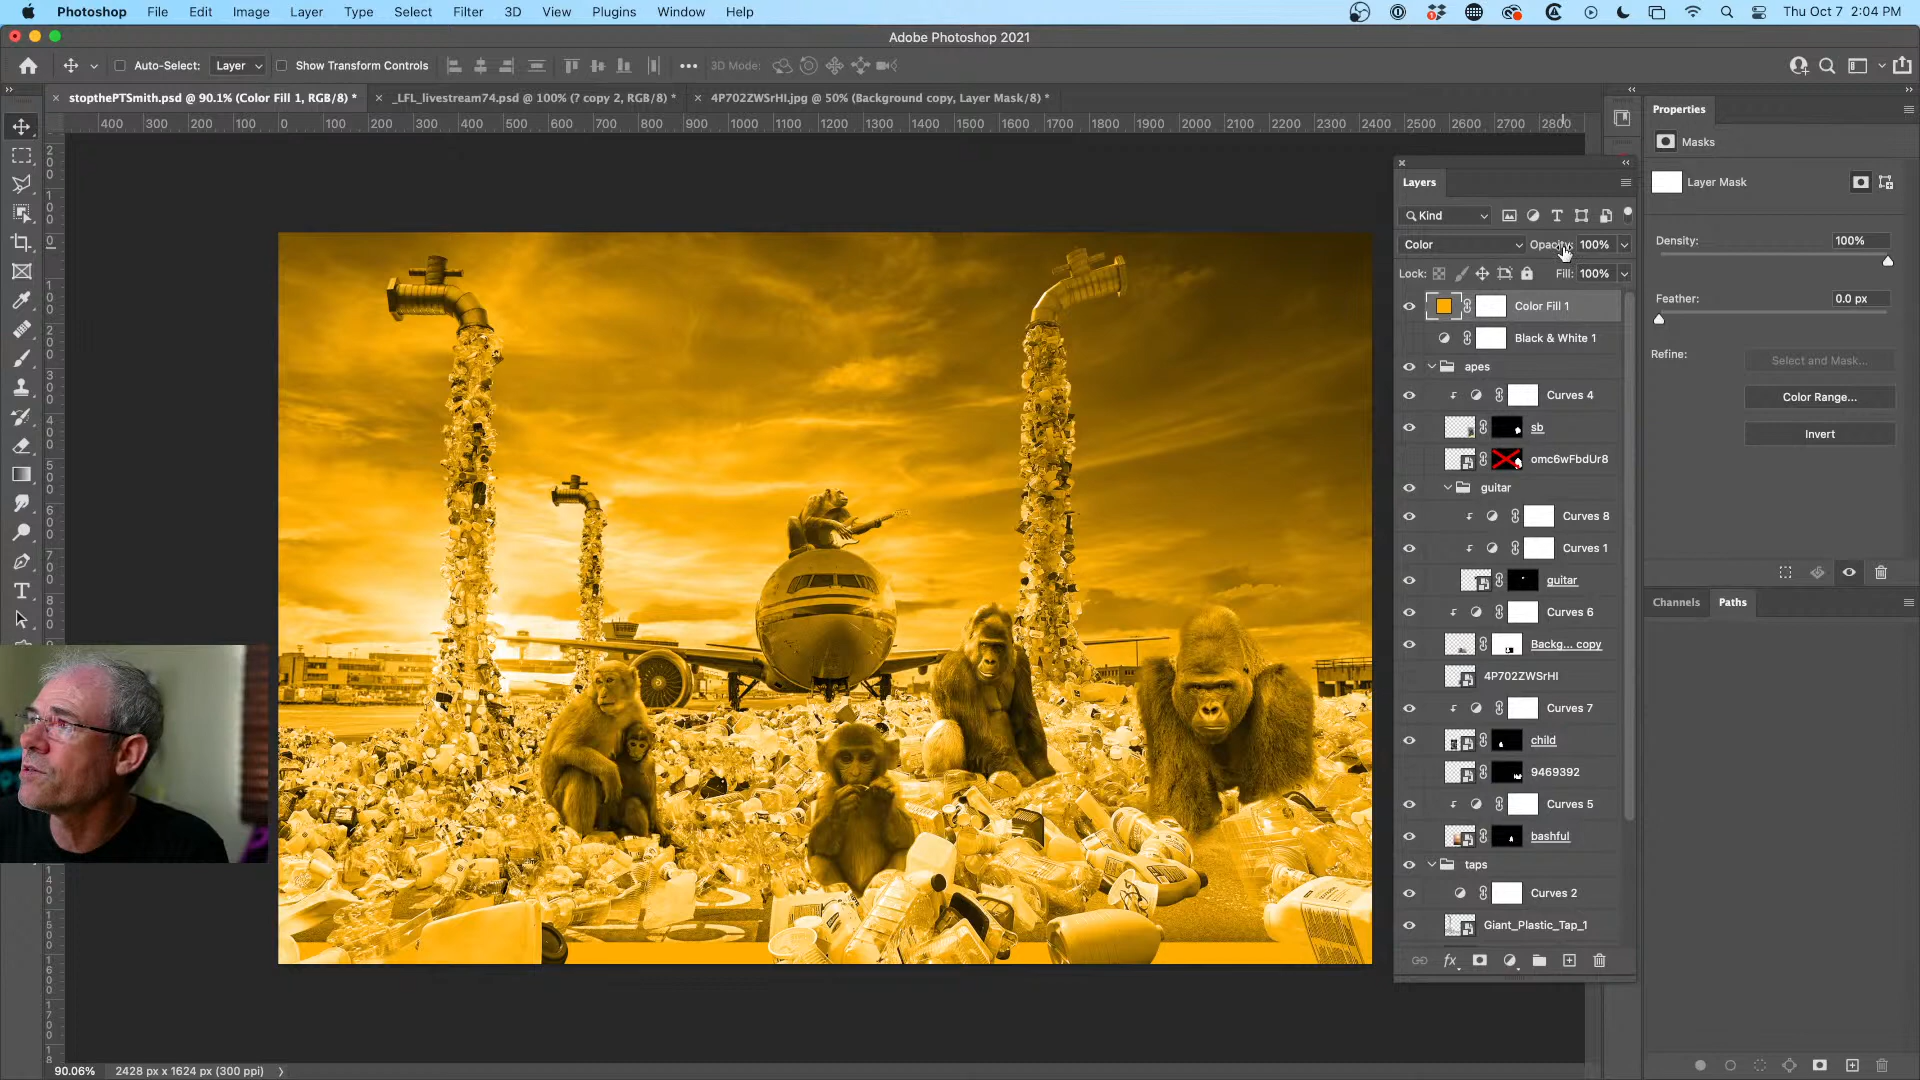 Photoshop File Edit Image Layer Type Select Filter 3D View Plugins Window Help Thu Oct 7 2:04 PM
Adobe Photoshop 2021
Auto-Select: Layer Show Transform Controls 3D Mode:
stopthePTSmith.psd @ 90.1% (Color Fill 1, RGB/8) * _LFL_livestream74.psd @ 100% (? copy 2, RGB/8) * 4P702ZWSrHI.jpg @ 50% (Background copy, Layer Mask/8) *
400 300 200 100 0 100 200 300 400 500 600 700 800 900 1000 1100 1200 1300 1400 1500 1600 1700 1800 1900 2000 2100 2200 2300 2400 2500 2600 2700 2800
Layers
Kind
Color Opacity: 100%
Lock: Fill: 100%
Color Fill 1
Black & White 1
apes
Curves 4
sb
omc6wFbdUr8
guitar
Curves 8
Curves 1
guitar
Curves 6
Backg... copy
4P702ZWSrHI
Curves 7
child
9469392
Curves 5
bashful
taps
Curves 2
Giant_Plastic_Tap_1
fx
Properties
Masks
Layer Mask
Density: 100%
Feather: 0.0 px
Refine: Select and Mask...
Color Range...
Invert
Channels Paths
90.06% 2428 px x 1624 px (300 ppi)